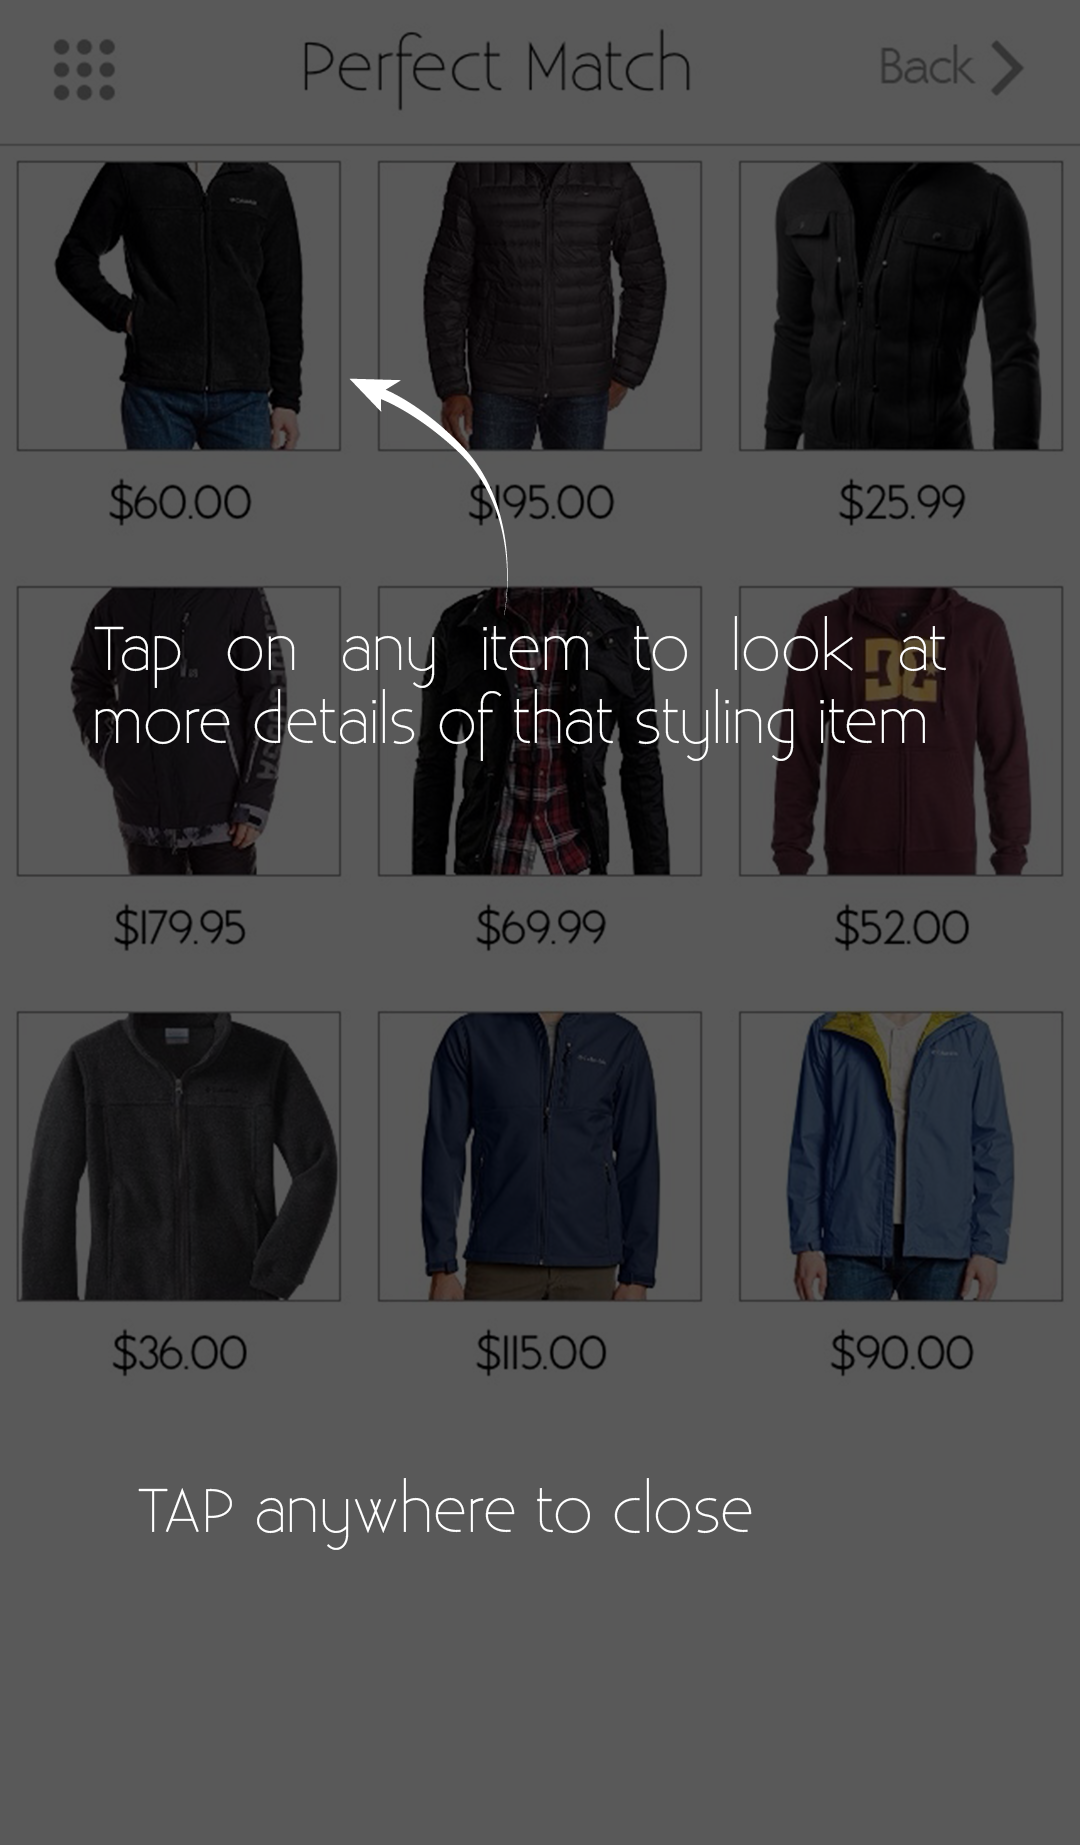 Perfect Match
Back
$60.00
$195.00
$25.99
Tap on any item to look at
more details of that styling item
$179.95
$69.99
$52.00
$36.00
$115.00
$90.00
TAP anywhere to close